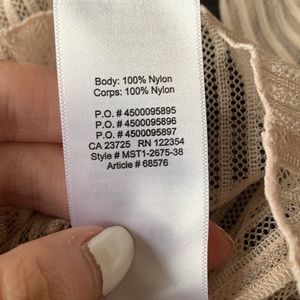 Body: 100% Nylon
Corps: 100% Nylon
P.O. # 4500095895
P.O. # 4500095896
P.O. # 4500095897
CA 23725 RN 122354
Style # MST1-2675-38
Article # 68576